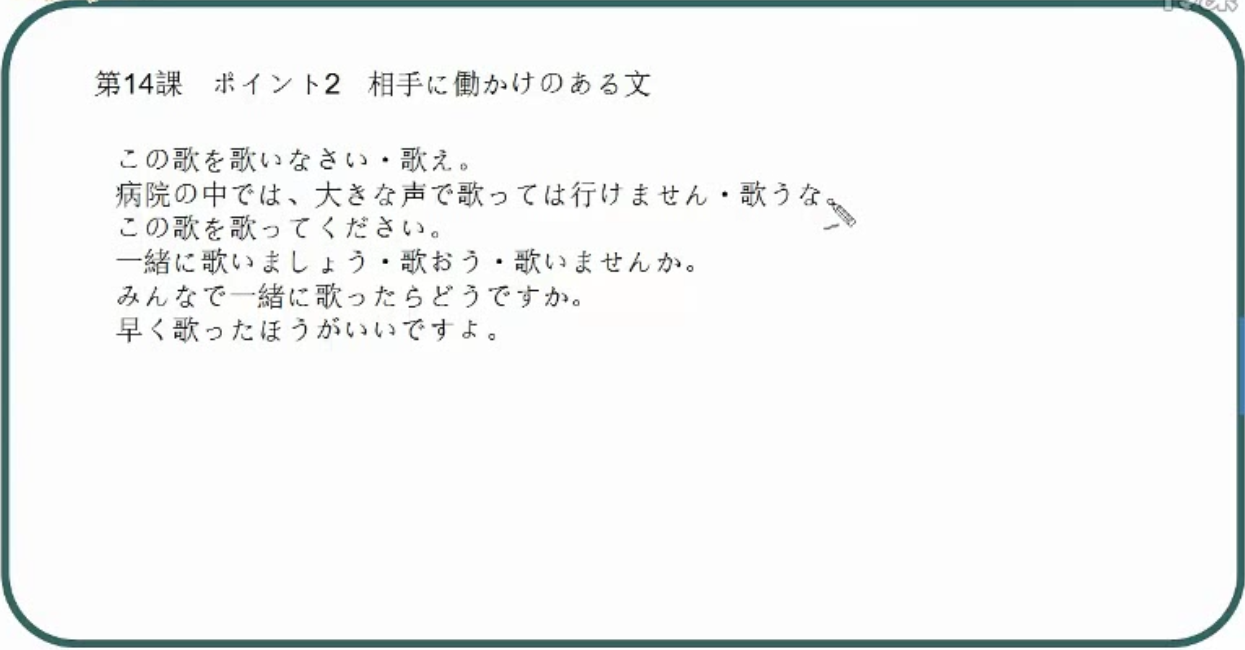 第14課　ポイント2　相手に働かけのある文
この歌を歌いなさい・歌え。
病院の中では、大きな声で歌っては行けません・歌うな。
この歌を歌ってください。
一緒に歌いましょう・歌おう・歌いませんか。
みんなで一緒に歌ったらどうですか。
早く歌ったほうがいいですよ。